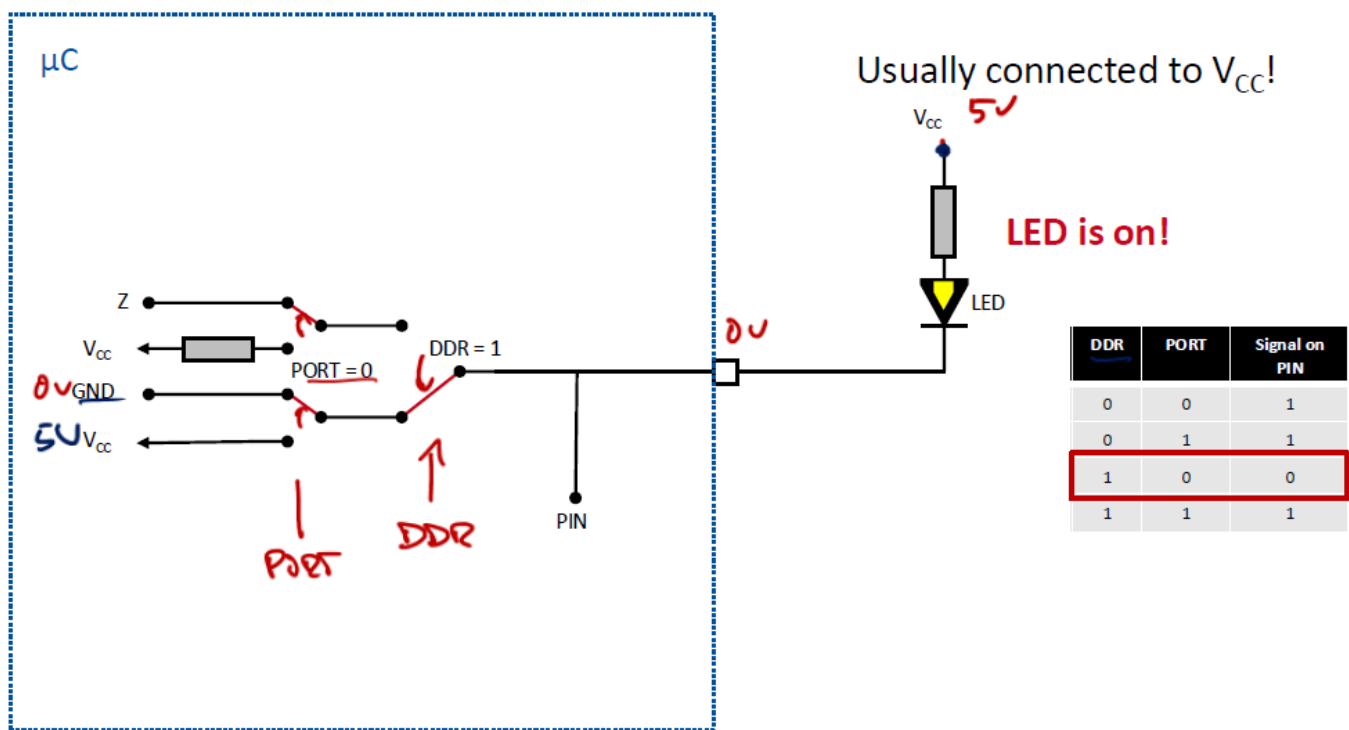 μC
Usually connected to VCC!
VCC 5V
LED is on!
LED
Z
VCC
DDR = 1
PORT = 0
0V GND
5V VCC
0V
PIN
PORT
DDR
DDR PORT Signal on PIN
0 0 1
0 1 1
1 0 0
1 1 1